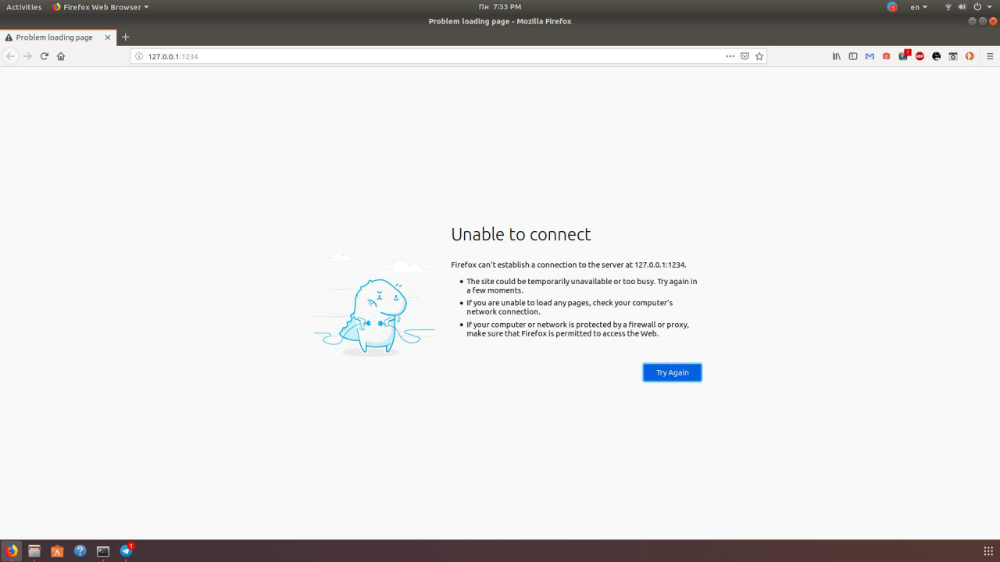 Activities Firefox Web Browser Пн 7:53 PM 1 en
Problem loading page - Mozilla Firefox
Problem loading page
127.0.0.1:1234
7
ABP
Unable to connect
Firefox can't establish a connection to the server at 127.0.0.1:1234.
The site could be temporarily unavailable or too busy. Try again in
a few moments.
If you are unable to load any pages, check your computer's
network connection.
If your computer or network is protected by a firewall or proxy,
make sure that Firefox is permitted to access the Web.
Try Again
1